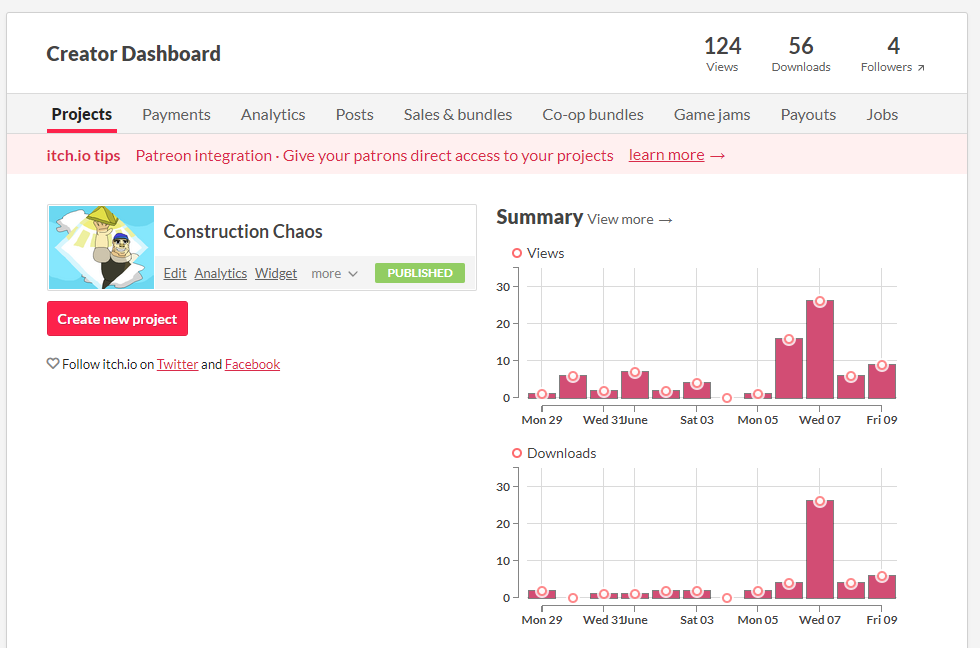 Creator Dashboard
124 56 4
Views Downloads Followers ↗
Projects Payments Analytics Posts Sales & bundles Co-op bundles Game jams Payouts Jobs
itch.io tips Patreon integration · Give your patrons direct access to your projects learn more →
Construction Chaos
Edit Analytics Widget more PUBLISHED
Create new project
Follow itch.io on Twitter and Facebook
Summary View more →
Views
30
20
10
0
Mon 29 Wed 31 June Sat 03 Mon 05 Wed 07 Fri 09
Downloads
30
20
10
0
Mon 29 Wed 31 June Sat 03 Mon 05 Wed 07 Fri 09